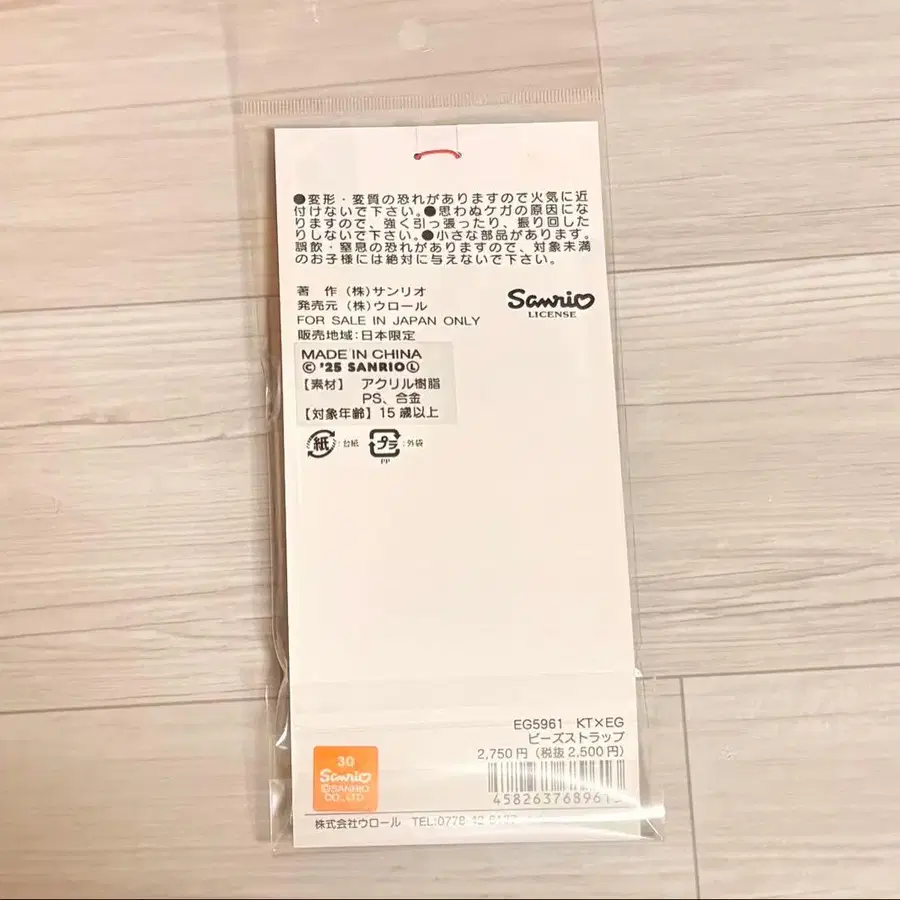 ●変形・変質の恐れがありますので火気に近
付けないで下さい。●思わぬケガの原因にな
りますので、強く引っ張ったり、振り回した
りしないで下さい。●小さな部品があります。
誤飲・窒息の恐れがありますので、対象未満
のお子様には絶対に与えないで下さい。
著 作 (株)サンリオ
発売元 (株)ウロール
FOR SALE IN JAPAN ONLY
販売地域:日本限定
Sanrio
LICENSE
MADE IN CHINA
© '25 SANRIO Ⓛ
【素材】 アクリル樹脂
PS、合金
【対象年齢】15歳以上
紙:台紙 プラ:外袋
PP
EG5961 KT×EG
ビーズストラップ
2,750円(税抜2,500円)
30
Sanrio
©SANRIO
CO.,LTD.
株式会社ウロール TEL:0778